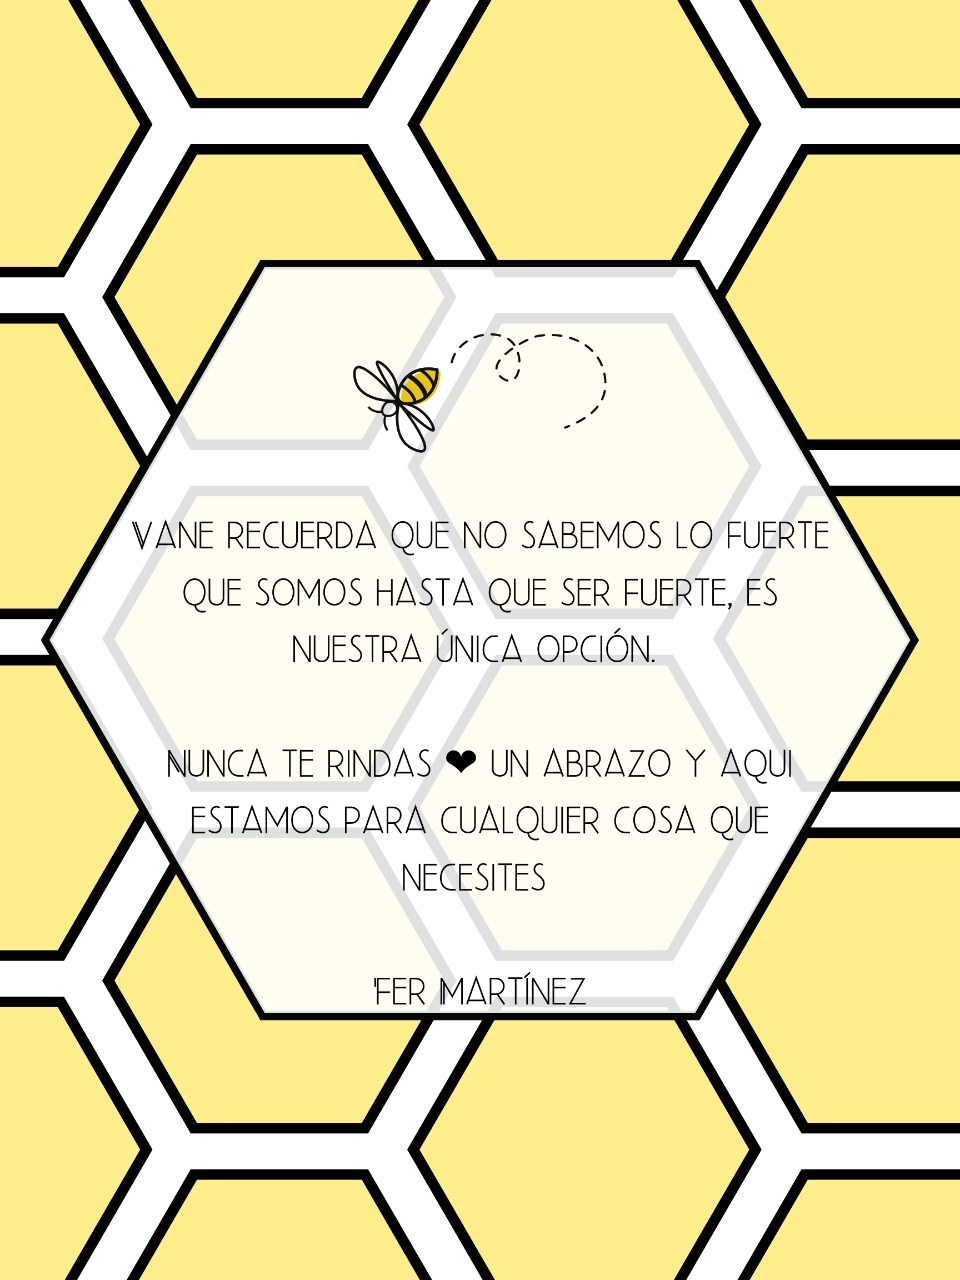 VANE RECUERDA QUE NO SABEMOS LO FUERTE
QUE SOMOS HASTA QUE SER FUERTE, ES
NUESTRA ÚNICA OPCIÓN.
NUNCA TE RINDAS ❤ UN ABRAZO Y AQUI
ESTAMOS PARA CUALQUIER COSA QUE
NECESITES
'FER MARTÍNEZ